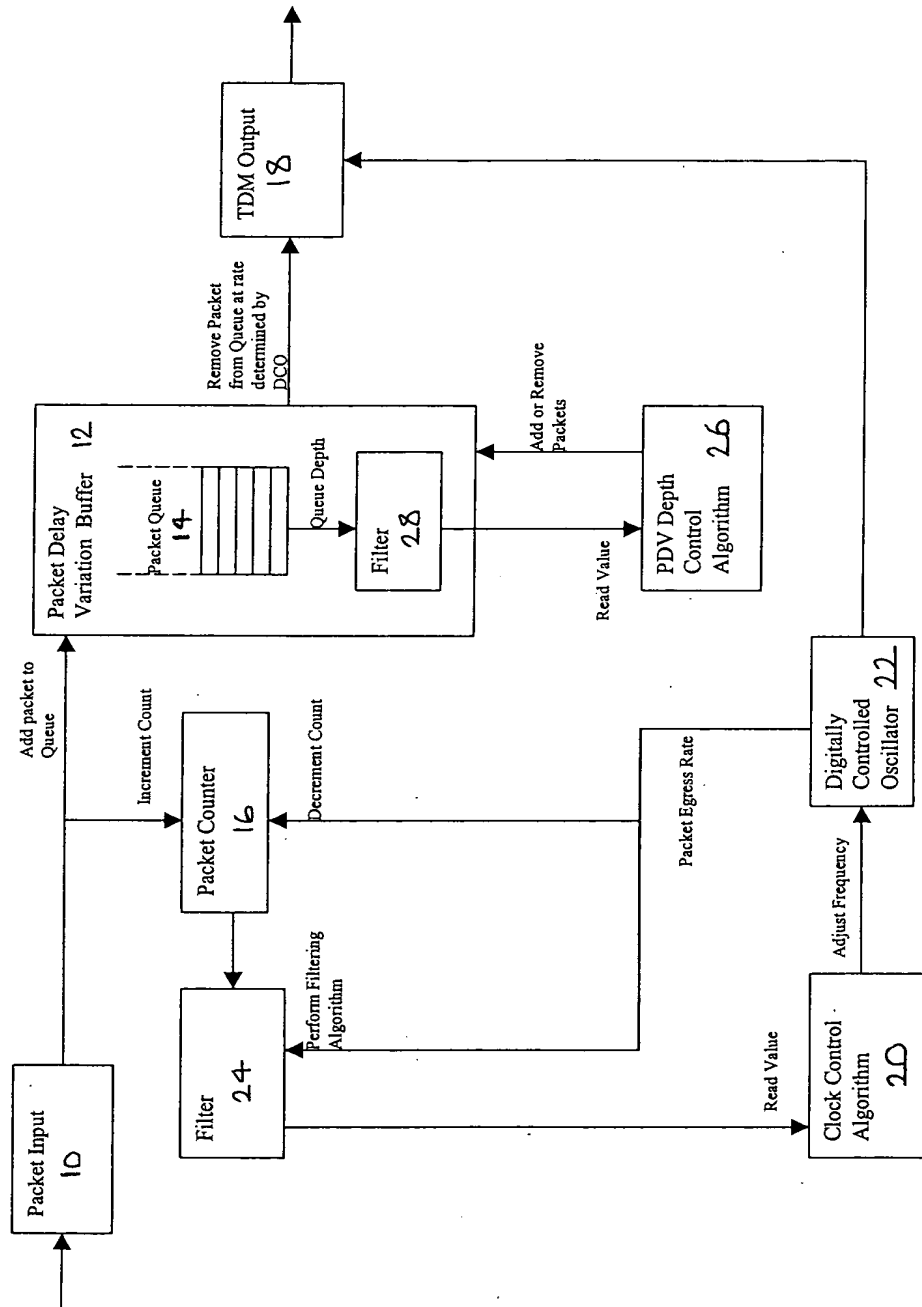 Packet Input
10
Add packet to
Queue
Increment Count
Packet Delay
Variation Buffer 12
Packet Queue
14
Queue Depth
Filter
28
Remove Packet
from Queue at rate
determined by
DCO
TDM Output
18
Filter
24
Packet Counter
16
Perform Filtering
Algorithm
Decrement Count
Read Value
Add or Remove
Packets
PDV Depth
Control
Algorithm 26
Packet Egress Rate
Read Value
Clock Control
Algorithm
20
Adjust Frequency
Digitally
Controlled
Oscillator 22